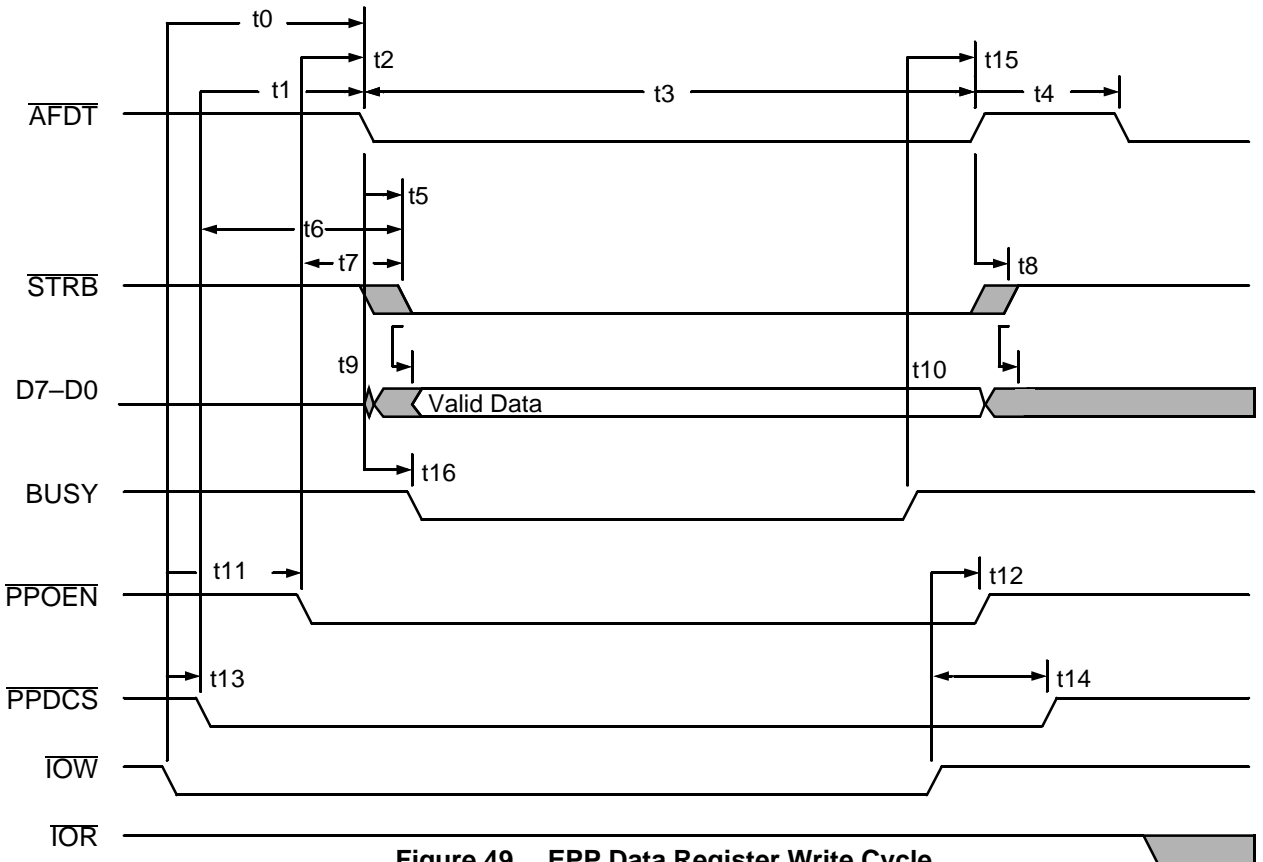 t0
t2
t15
t1
t3
t4
AFDT
t5
t6
t7
t8
STRB
t9
t10
D7–D0
Valid Data
t16
BUSY
t11
t12
PPOEN
t13
t14
PPDCS
IOW
IOR
Figure 49. EPP Data Register Write Cycle